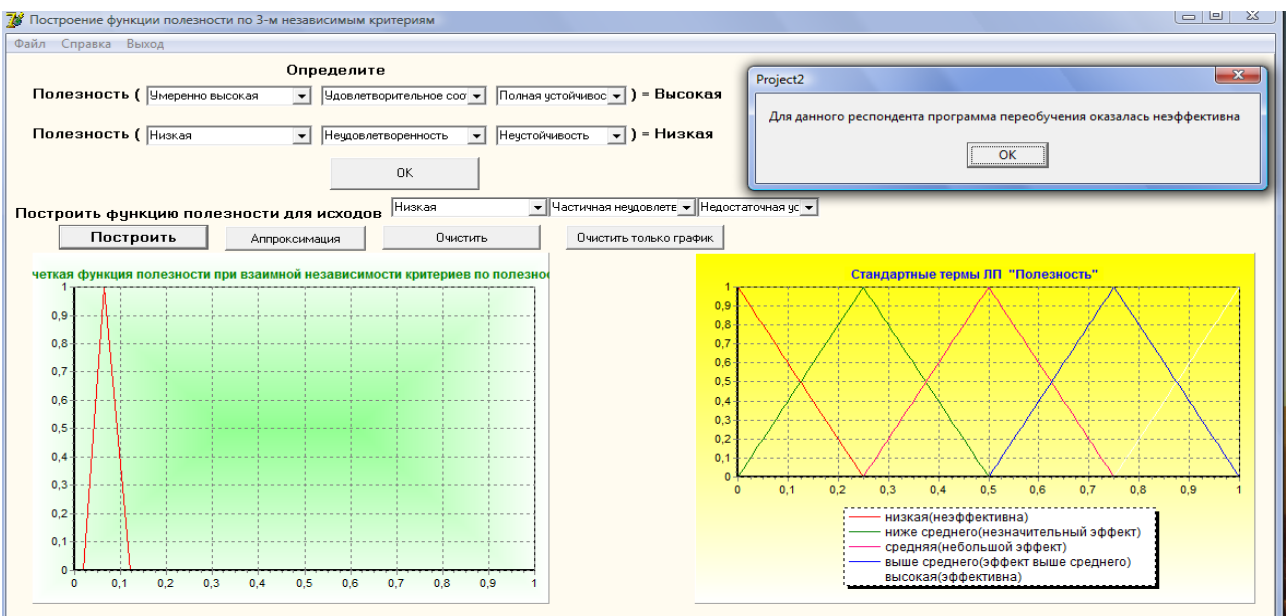 Построение функции полезности по 3-м независимым критериям
Файл Справка Выход
Определите
Полезность ( Умеренно высокая Удовлетворительное соот Полная устойчивос ) = Высокая
Полезность ( Низкая Неудовлетворенность Неустойчивость ) = Низкая
ОК
Project2
Для данного респондента программа переобучения оказалась неэффективна
ОК
Построить функцию полезности для исходов Низкая Частичная неудовлетв Недостаточная ус
Построить Аппроксимация Очистить Очистить только график
четкая функция полезности при взаимной независимости критериев по полезнос
1
0,9
0,8
0,7
0,6
0,5
0,4
0,3
0,2
0,1
0
0 0,1 0,2 0,3 0,4 0,5 0,6 0,7 0,8 0,9 1
Стандартные термы ЛП "Полезность"
1
0,9
0,8
0,7
0,6
0,5
0,4
0,3
0,2
0,1
0
0 0,1 0,2 0,3 0,4 0,5 0,6 0,7 0,8 0,9 1
низкая(неэффективна)
ниже среднего(незначительный эффект)
средняя(небольшой эффект)
выше среднего(эффект выше среднего)
высокая(эффективна)